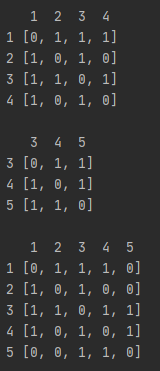 1 2 3 4
1 [0, 1, 1, 1]
2 [1, 0, 1, 0]
3 [1, 1, 0, 1]
4 [1, 0, 1, 0]
3 4 5
3 [0, 1, 1]
4 [1, 0, 1]
5 [1, 1, 0]
1 2 3 4 5
1 [0, 1, 1, 1, 0]
2 [1, 0, 1, 0, 0]
3 [1, 1, 0, 1, 1]
4 [1, 0, 1, 0, 1]
5 [0, 0, 1, 1, 0]